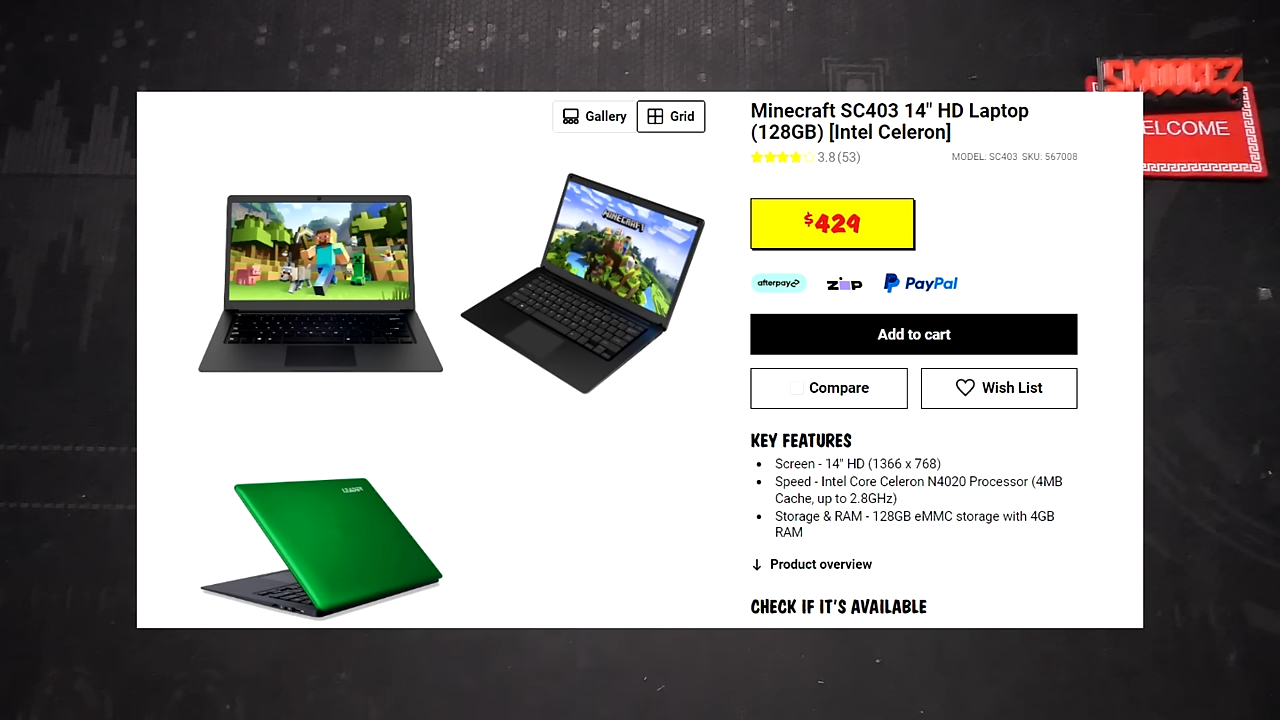 SMOOREZ
ELCOME
Gallery
Grid
Minecraft SC403 14" HD Laptop
(128GB) [Intel Celeron]
3.8 (53)
MODEL: SC403 SKU: 567008
$429
afterpay
zip
PayPal
Add to cart
Compare
Wish List
KEY FEATURES
• Screen - 14" HD (1366 x 768)
• Speed - Intel Core Celeron N4020 Processor (4MB
Cache, up to 2.8GHz)
• Storage & RAM - 128GB eMMC storage with 4GB
RAM
↓ Product overview
CHECK IF IT'S AVAILABLE
MINECRAFT
LEADER